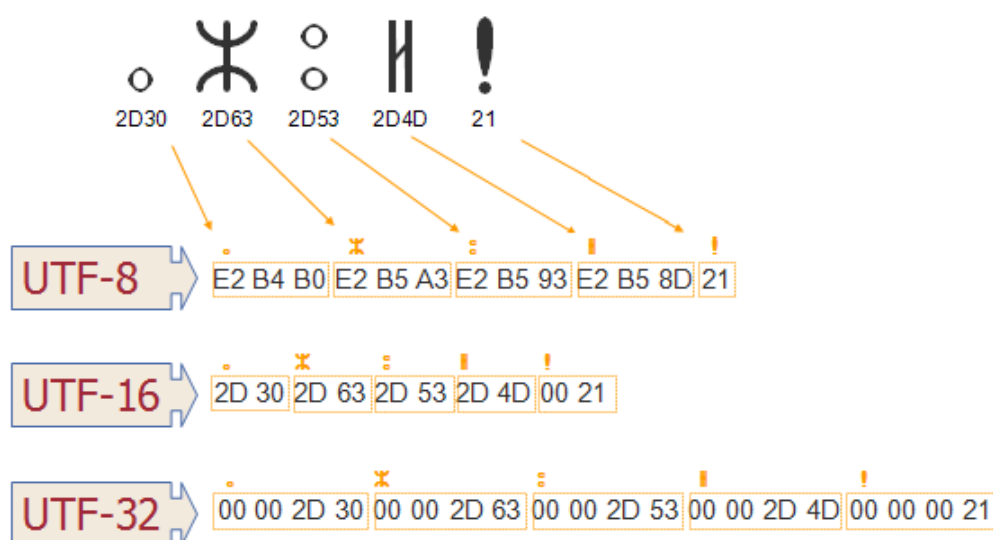 ⴰⵣⵓⵍ!
2D30 2D63 2D53 2D4D 21
ⴰ ⵣ ⵓ ⵍ !
UTF-8 E2 B4 B0 E2 B5 A3 E2 B5 93 E2 B5 8D 21
ⴰ ⵣ ⵓ ⵍ !
UTF-16 2D 30 2D 63 2D 53 2D 4D 00 21
ⴰ ⵣ ⵓ ⵍ !
UTF-32 00 00 2D 30 00 00 2D 63 00 00 2D 53 00 00 2D 4D 00 00 00 21